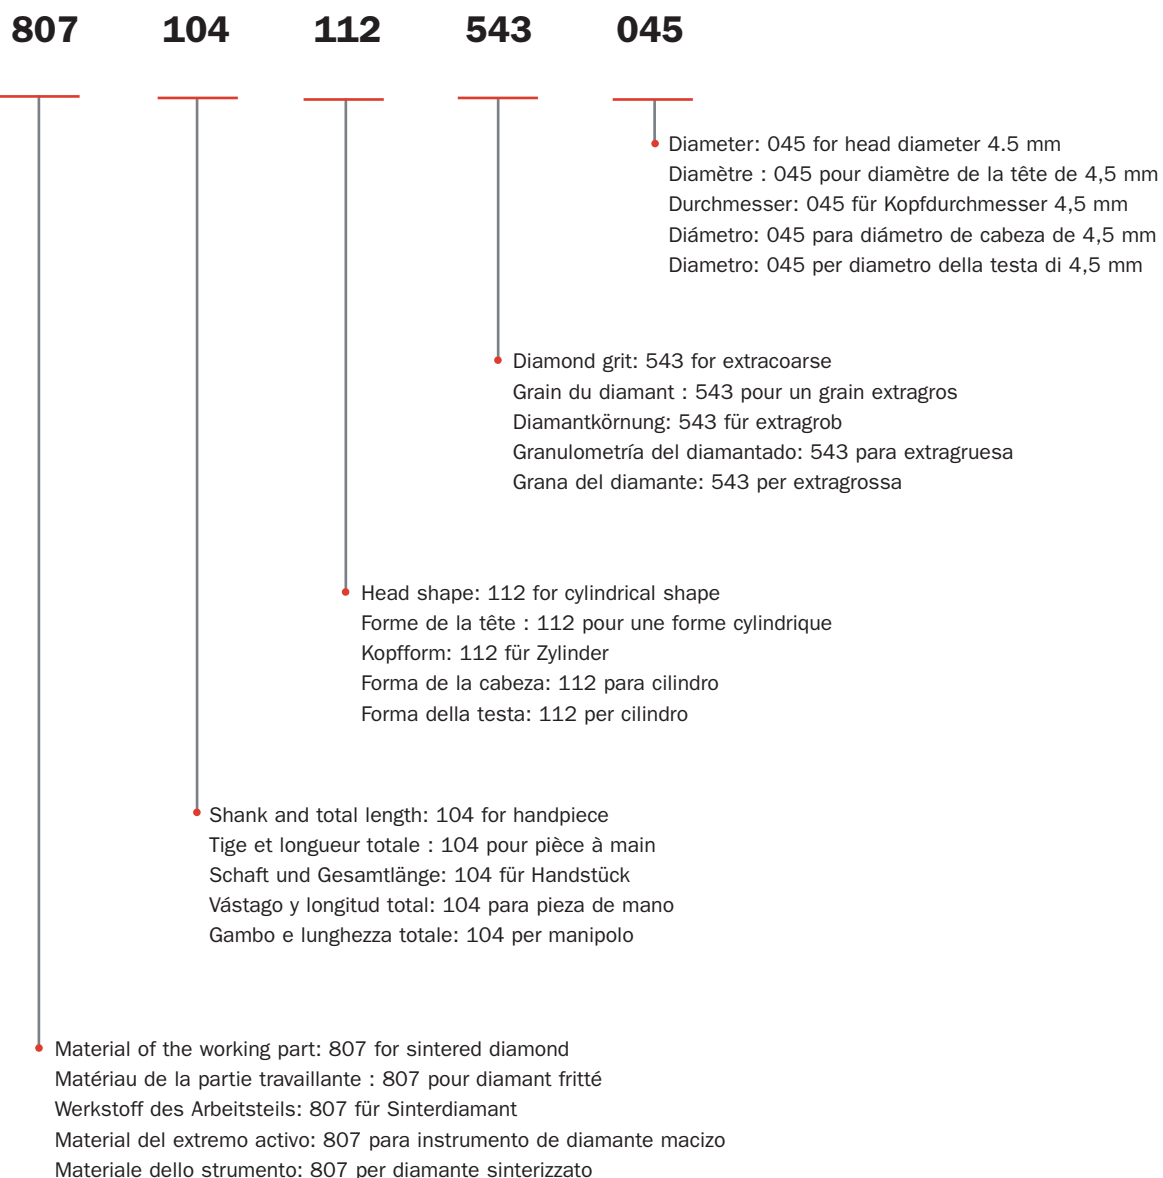 807 104 112 543 045
Diameter: 045 for head diameter 4.5 mm
Diamètre : 045 pour diamètre de la tête de 4,5 mm
Durchmesser: 045 für Kopfdurchmesser 4,5 mm
Diámetro: 045 para diámetro de cabeza de 4,5 mm
Diametro: 045 per diametro della testa di 4,5 mm
Diamond grit: 543 for extracoarse
Grain du diamant : 543 pour un grain extragros
Diamantkörnung: 543 für extragrob
Granulometría del diamantado: 543 para extragruesa
Grana del diamante: 543 per extragrossa
Head shape: 112 for cylindrical shape
Forme de la tête : 112 pour une forme cylindrique
Kopfform: 112 für Zylinder
Forma de la cabeza: 112 para cilindro
Forma della testa: 112 per cilindro
Shank and total length: 104 for handpiece
Tige et longueur totale : 104 pour pièce à main
Schaft und Gesamtlänge: 104 für Handstück
Vástago y longitud total: 104 para pieza de mano
Gambo e lunghezza totale: 104 per manipolo
Material of the working part: 807 for sintered diamond
Matériau de la partie travaillante : 807 pour diamant fritté
Werkstoff des Arbeitsteils: 807 für Sinterdiamant
Material del extremo activo: 807 para instrumento de diamante macizo
Materiale dello strumento: 807 per diamante sinterizzato